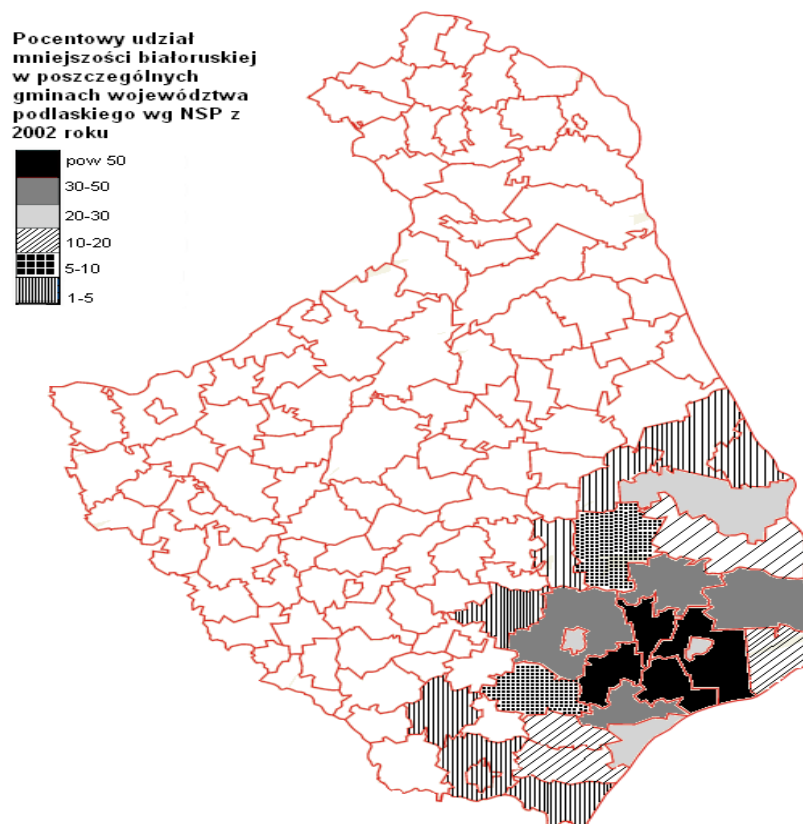 Pocentowy udział
mniejszości białoruskiej
w poszczególnych
gminach województwa
podlaskiego wg NSP z
2002 roku
pow 50
30-50
20-30
10-20
5-10
1-5